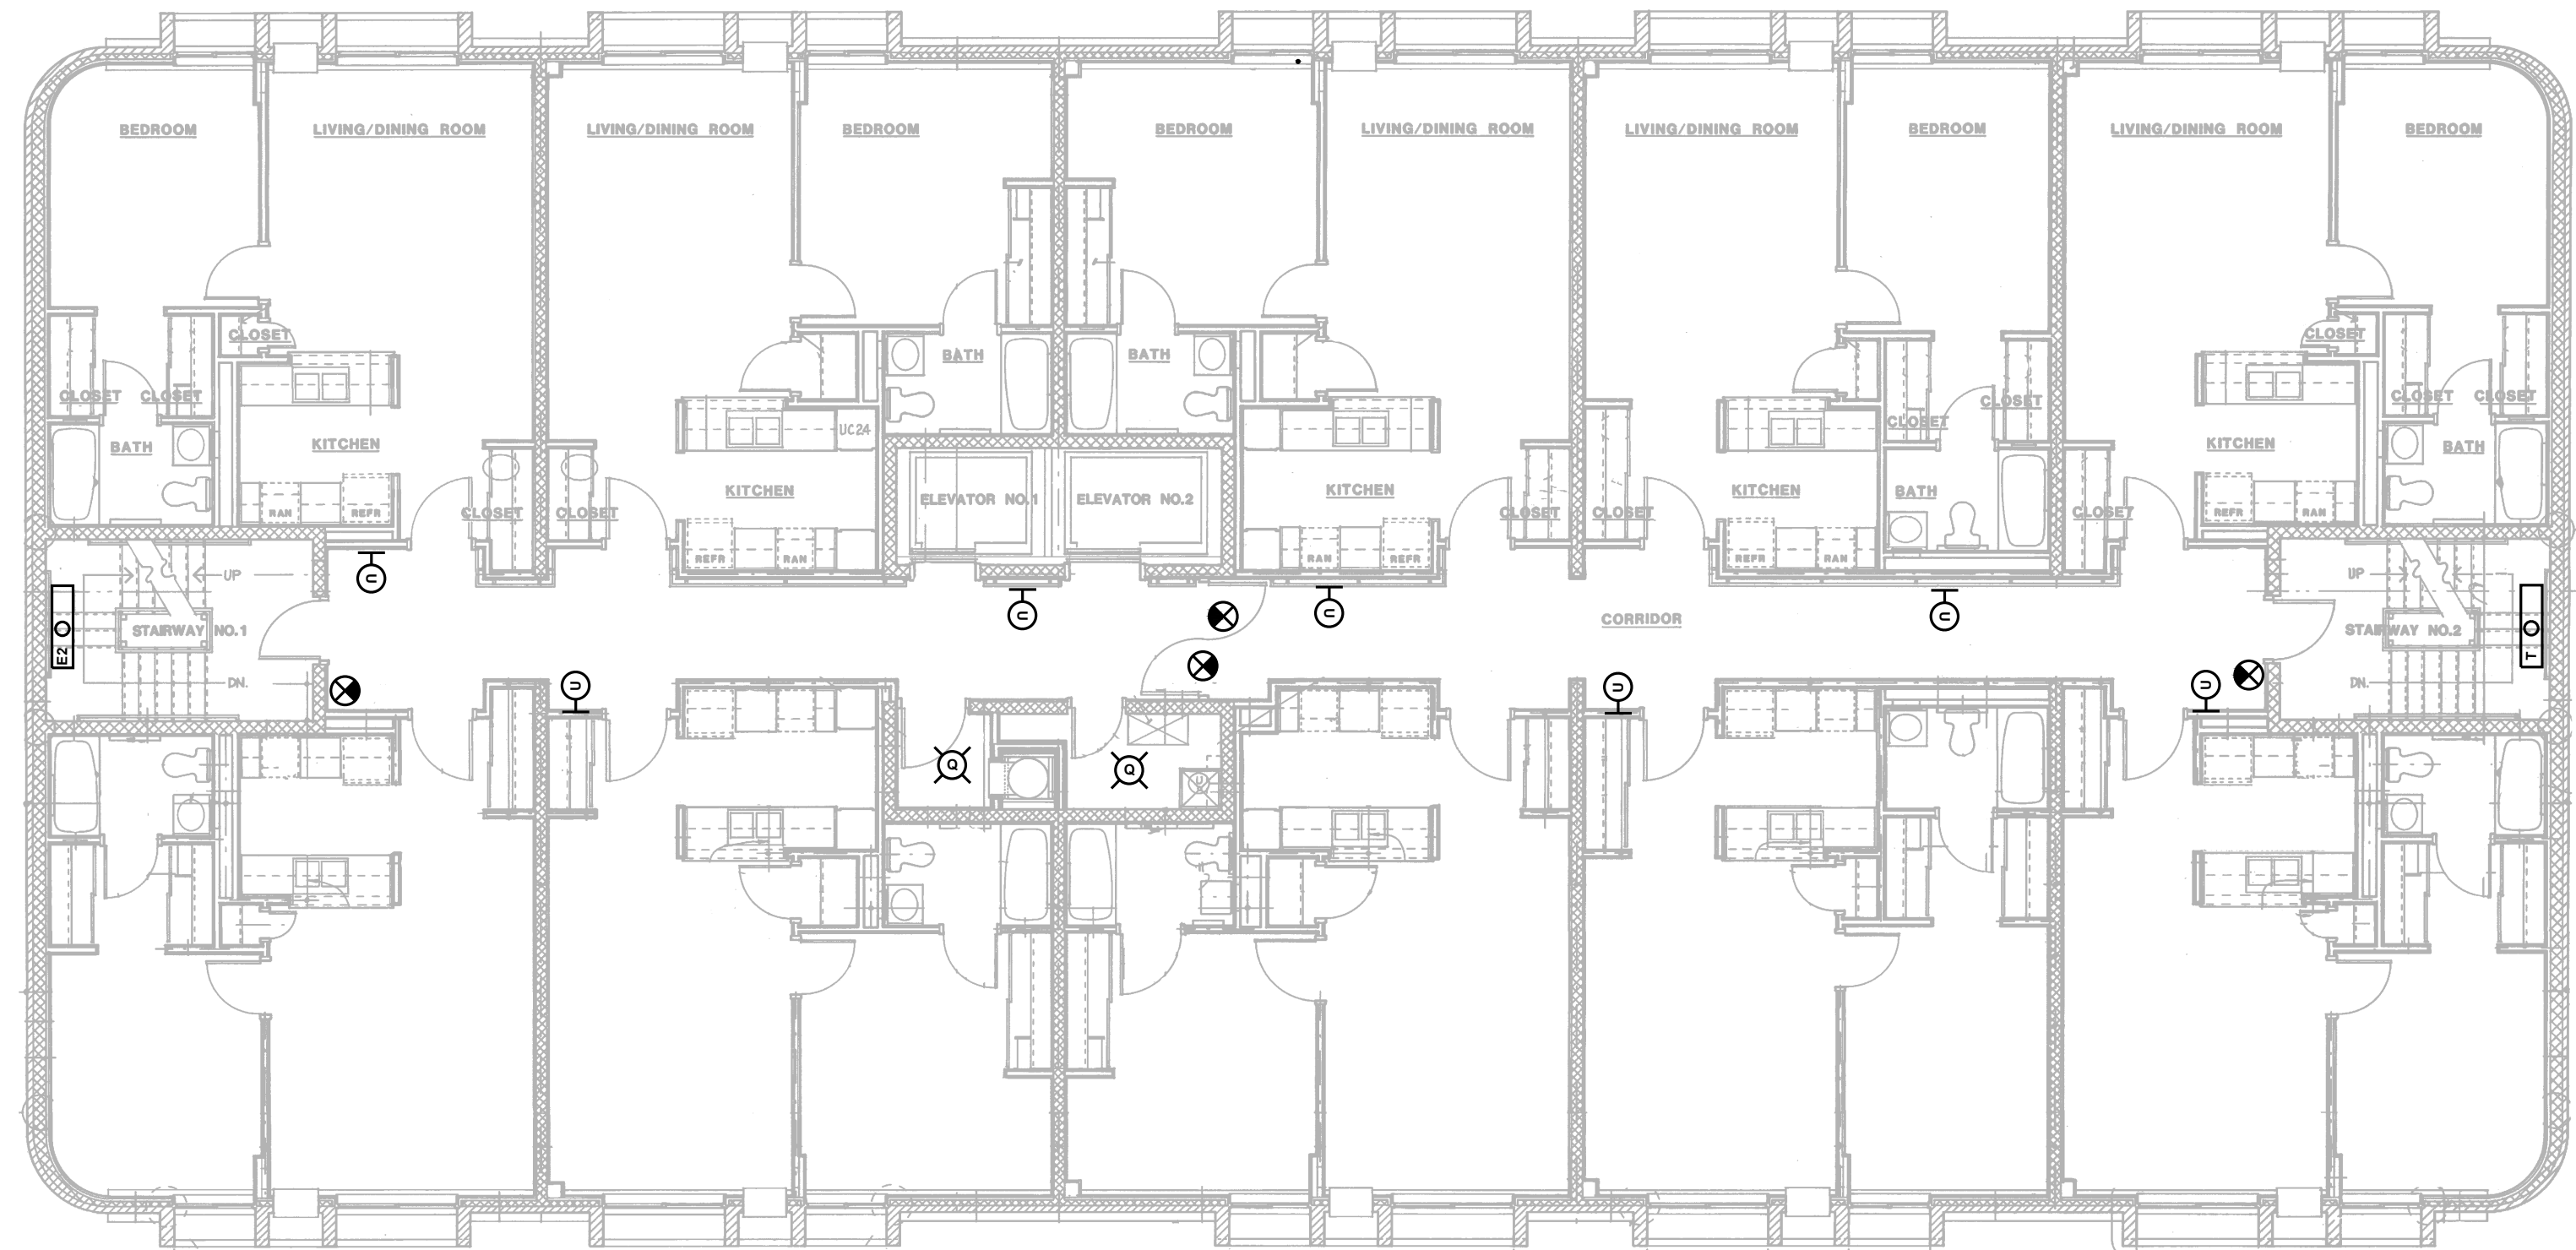 BEDROOM
LIVING/DINING ROOM
LIVING/DINING ROOM
BEDROOM
BEDROOM
LIVING/DINING ROOM
LIVING/DINING ROOM
BEDROOM
LIVING/DINING ROOM
BEDROOM
CLOSET
CLOSET
BATH
BATH
CLOSET
CLOSET
CLOSET
CLOSET
CLOSET
CLOSET
CLOSET
UC24
BATH
KITCHEN
KITCHEN
BATH
KITCHEN
KITCHEN
KITCHEN
BATH
ELEVATOR NO.1
ELEVATOR NO.2
RAN
REFR
CLOSET
CLOSET
CLOSET
CLOSET
CLOSET
REFR
RAN
REFR
RAN
RAN
REFR
REFR
RAN
UP
UP
U
U
U
U
CORRIDOR
STAIRWAY NO.1
STAIRWAY NO.2
E2
T
DN.
DN.
U
U
U
Q
Q
U